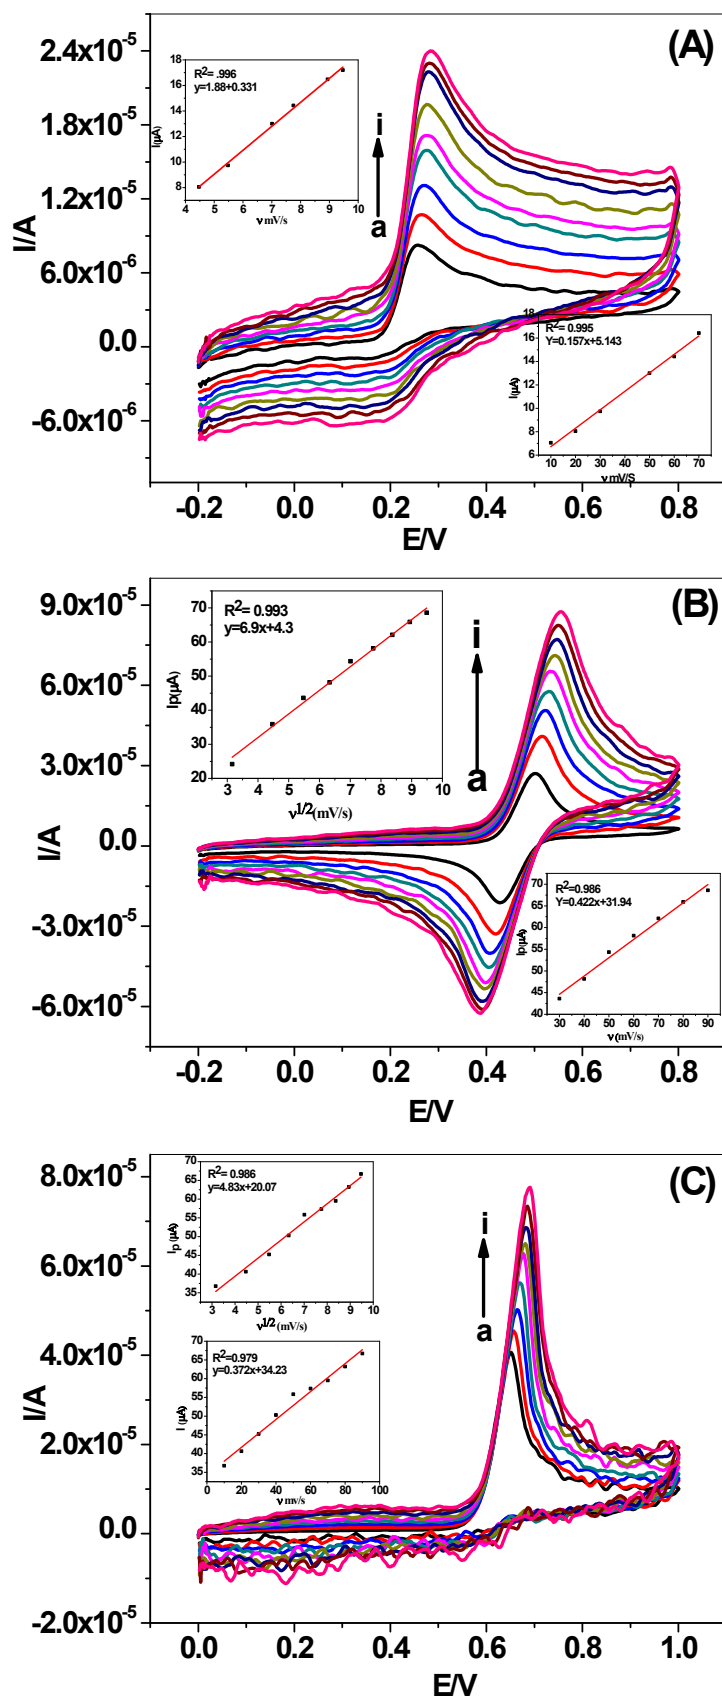 (A)
I/A
2.4x10-5
1.8x10-5
1.2x10-5
6.0x10-6
0.0
-6.0x10-6
-0.2 0.0 0.2 0.4 0.6 0.8
E/V
i
a
R2= .996
y=1.88+0.331
I(µA)
18
16
14
12
10
8
4 5 6 7 8 9 10
ν mV/s
R2= 0.995
Y=0.157x+5.143
I(µA)
18
16
14
12
10
8
6
10 20 30 40 50 60 70
ν mV/S
(B)
I/A
9.0x10-5
6.0x10-5
3.0x10-5
0.0
-3.0x10-5
-6.0x10-5
-0.2 0.0 0.2 0.4 0.6 0.8
E/V
i
a
R2= 0.993
y=6.9x+4.3
Ip(µA)
70
60
50
40
30
20
3 4 5 6 7 8 9 10
ν1/2(mV/s)
R2=0.986
Y=0.422x+31.94
Ip(µA)
70
65
60
55
50
45
40
30 40 50 60 70 80 90
ν(mV/s)
(C)
I/A
8.0x10-5
6.0x10-5
4.0x10-5
2.0x10-5
0.0
-2.0x10-5
0.0 0.2 0.4 0.6 0.8 1.0
E/V
i
a
R2= 0.986
y=4.83x+20.07
Ip(µA)
70
65
60
55
50
45
40
35
3 4 5 6 7 8 9 10
ν1/2(mV/s)
R2=0.979
y=0.372x+34.23
I (µA)
70
65
60
55
50
45
40
35
0 20 40 60 80 100
ν mv/s